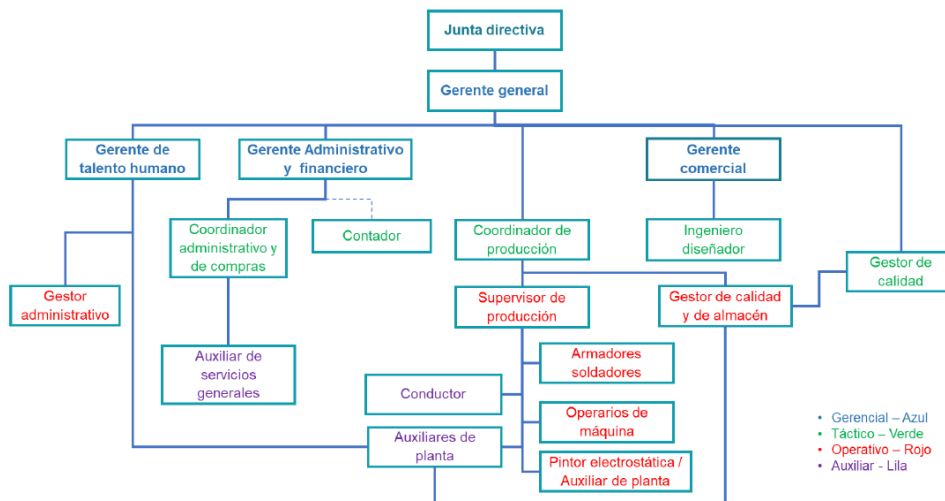 Junta directiva
Gerente general
Gerente de
talento humano
Gerente Administrativo
y financiero
Gerente
comercial
Coordinador
administrativo y
de compras
Contador
Coordinador de
producción
Ingeniero
diseñador
Gestor de
calidad
Gestor
administrativo
Supervisor de
producción
Gestor de calidad
y de almacén
Auxiliar de
servicios
generales
Armadores
soldadores
Conductor
Operarios de
máquina
Auxiliares de
planta
Pintor electrostática /
Auxiliar de planta
• Gerencial – Azul
• Táctico – Verde
• Operativo – Rojo
• Auxiliar - Lila